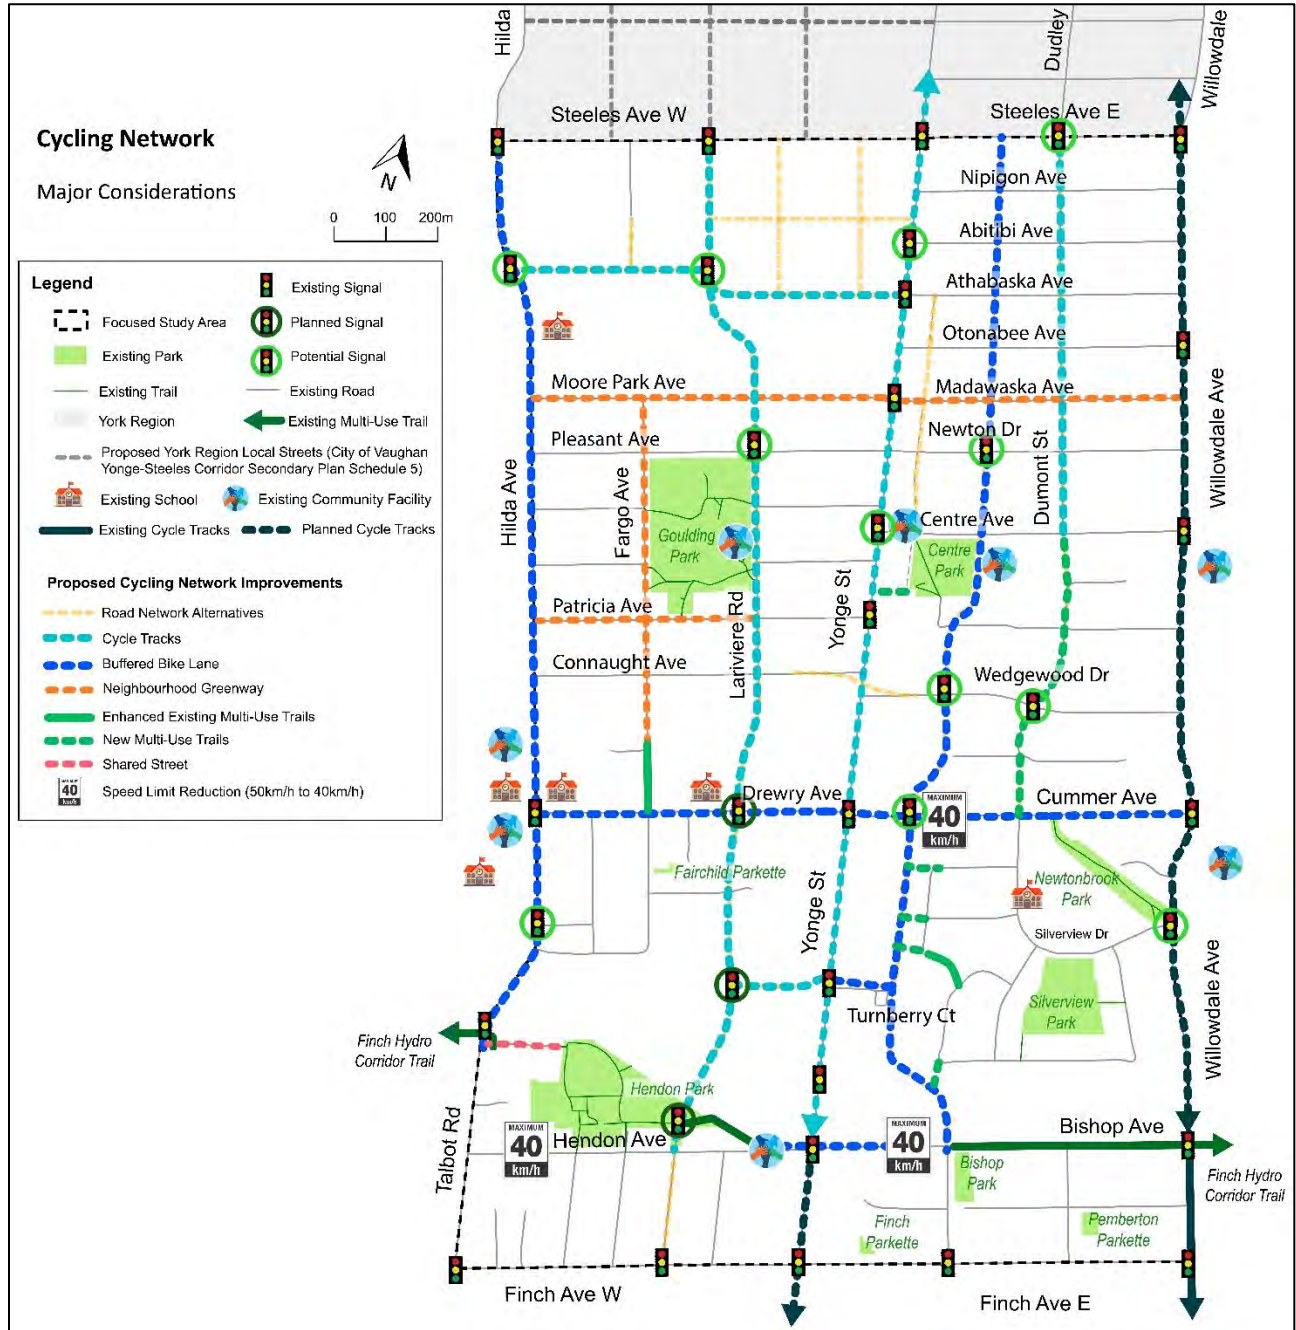 Hilda
Dudley
Willowdale
Steeles Ave W
Steeles Ave E
Cycling Network
Major Considerations
N
0 100 200m
Nipigon Ave
Abitibi Ave
Athabaska Ave
Otonabee Ave
Legend
Focused Study Area
Existing Park
Existing Trail
York Region
Existing Signal
Planned Signal
Potential Signal
Existing Road
Existing Multi-Use Trail
Proposed York Region Local Streets (City of Vaughan
Yonge-Steeles Corridor Secondary Plan Schedule 5)
Existing School
Existing Community Facility
Existing Cycle Tracks
Planned Cycle Tracks
Proposed Cycling Network Improvements
Road Network Alternatives
Cycle Tracks
Buffered Bike Lane
Neighbourhood Greenway
Enhanced Existing Multi-Use Trails
New Multi-Use Trails
Shared Street
MAXIMUM
40
km/h
Speed Limit Reduction (50km/h to 40km/h)
Moore Park Ave
Madawaska Ave
Pleasant Ave
Newton Dr
Hilda Ave
Fargo Ave
Dumont St
Willowdale Ave
Goulding
Park
Centre Ave
Centre
Park
Patricia Ave
Lariviere Rd
Yonge St
Connaught Ave
Wedgewood Dr
Drewry Ave
MAXIMUM
40
km/h
Cummer Ave
Fairchild Parkette
Newtonbrook
Park
Yonge St
Silverview Dr
Silverview
Park
Turnberry Ct
Willowdale Ave
Finch Hydro
Corridor Trail
Hendon Park
Talbot Rd
MAXIMUM
40
km/h
Hendon Ave
MAXIMUM
40
km/h
Bishop Ave
Bishop
Park
Finch Hydro
Corridor Trail
Finch
Parkette
Pemberton
Parkette
Finch Ave W
Finch Ave E